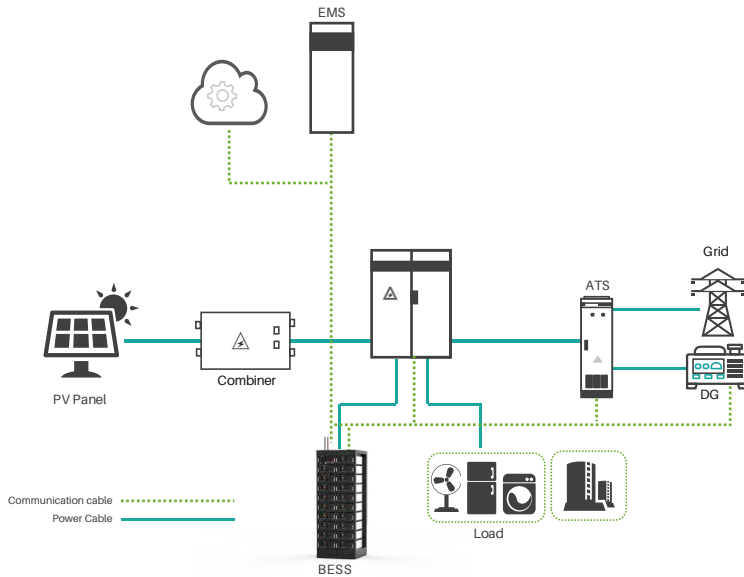 EMS
Grid
ATS
Combiner
DG
PV Panel
Communication cable
Power Cable
Load
BESS